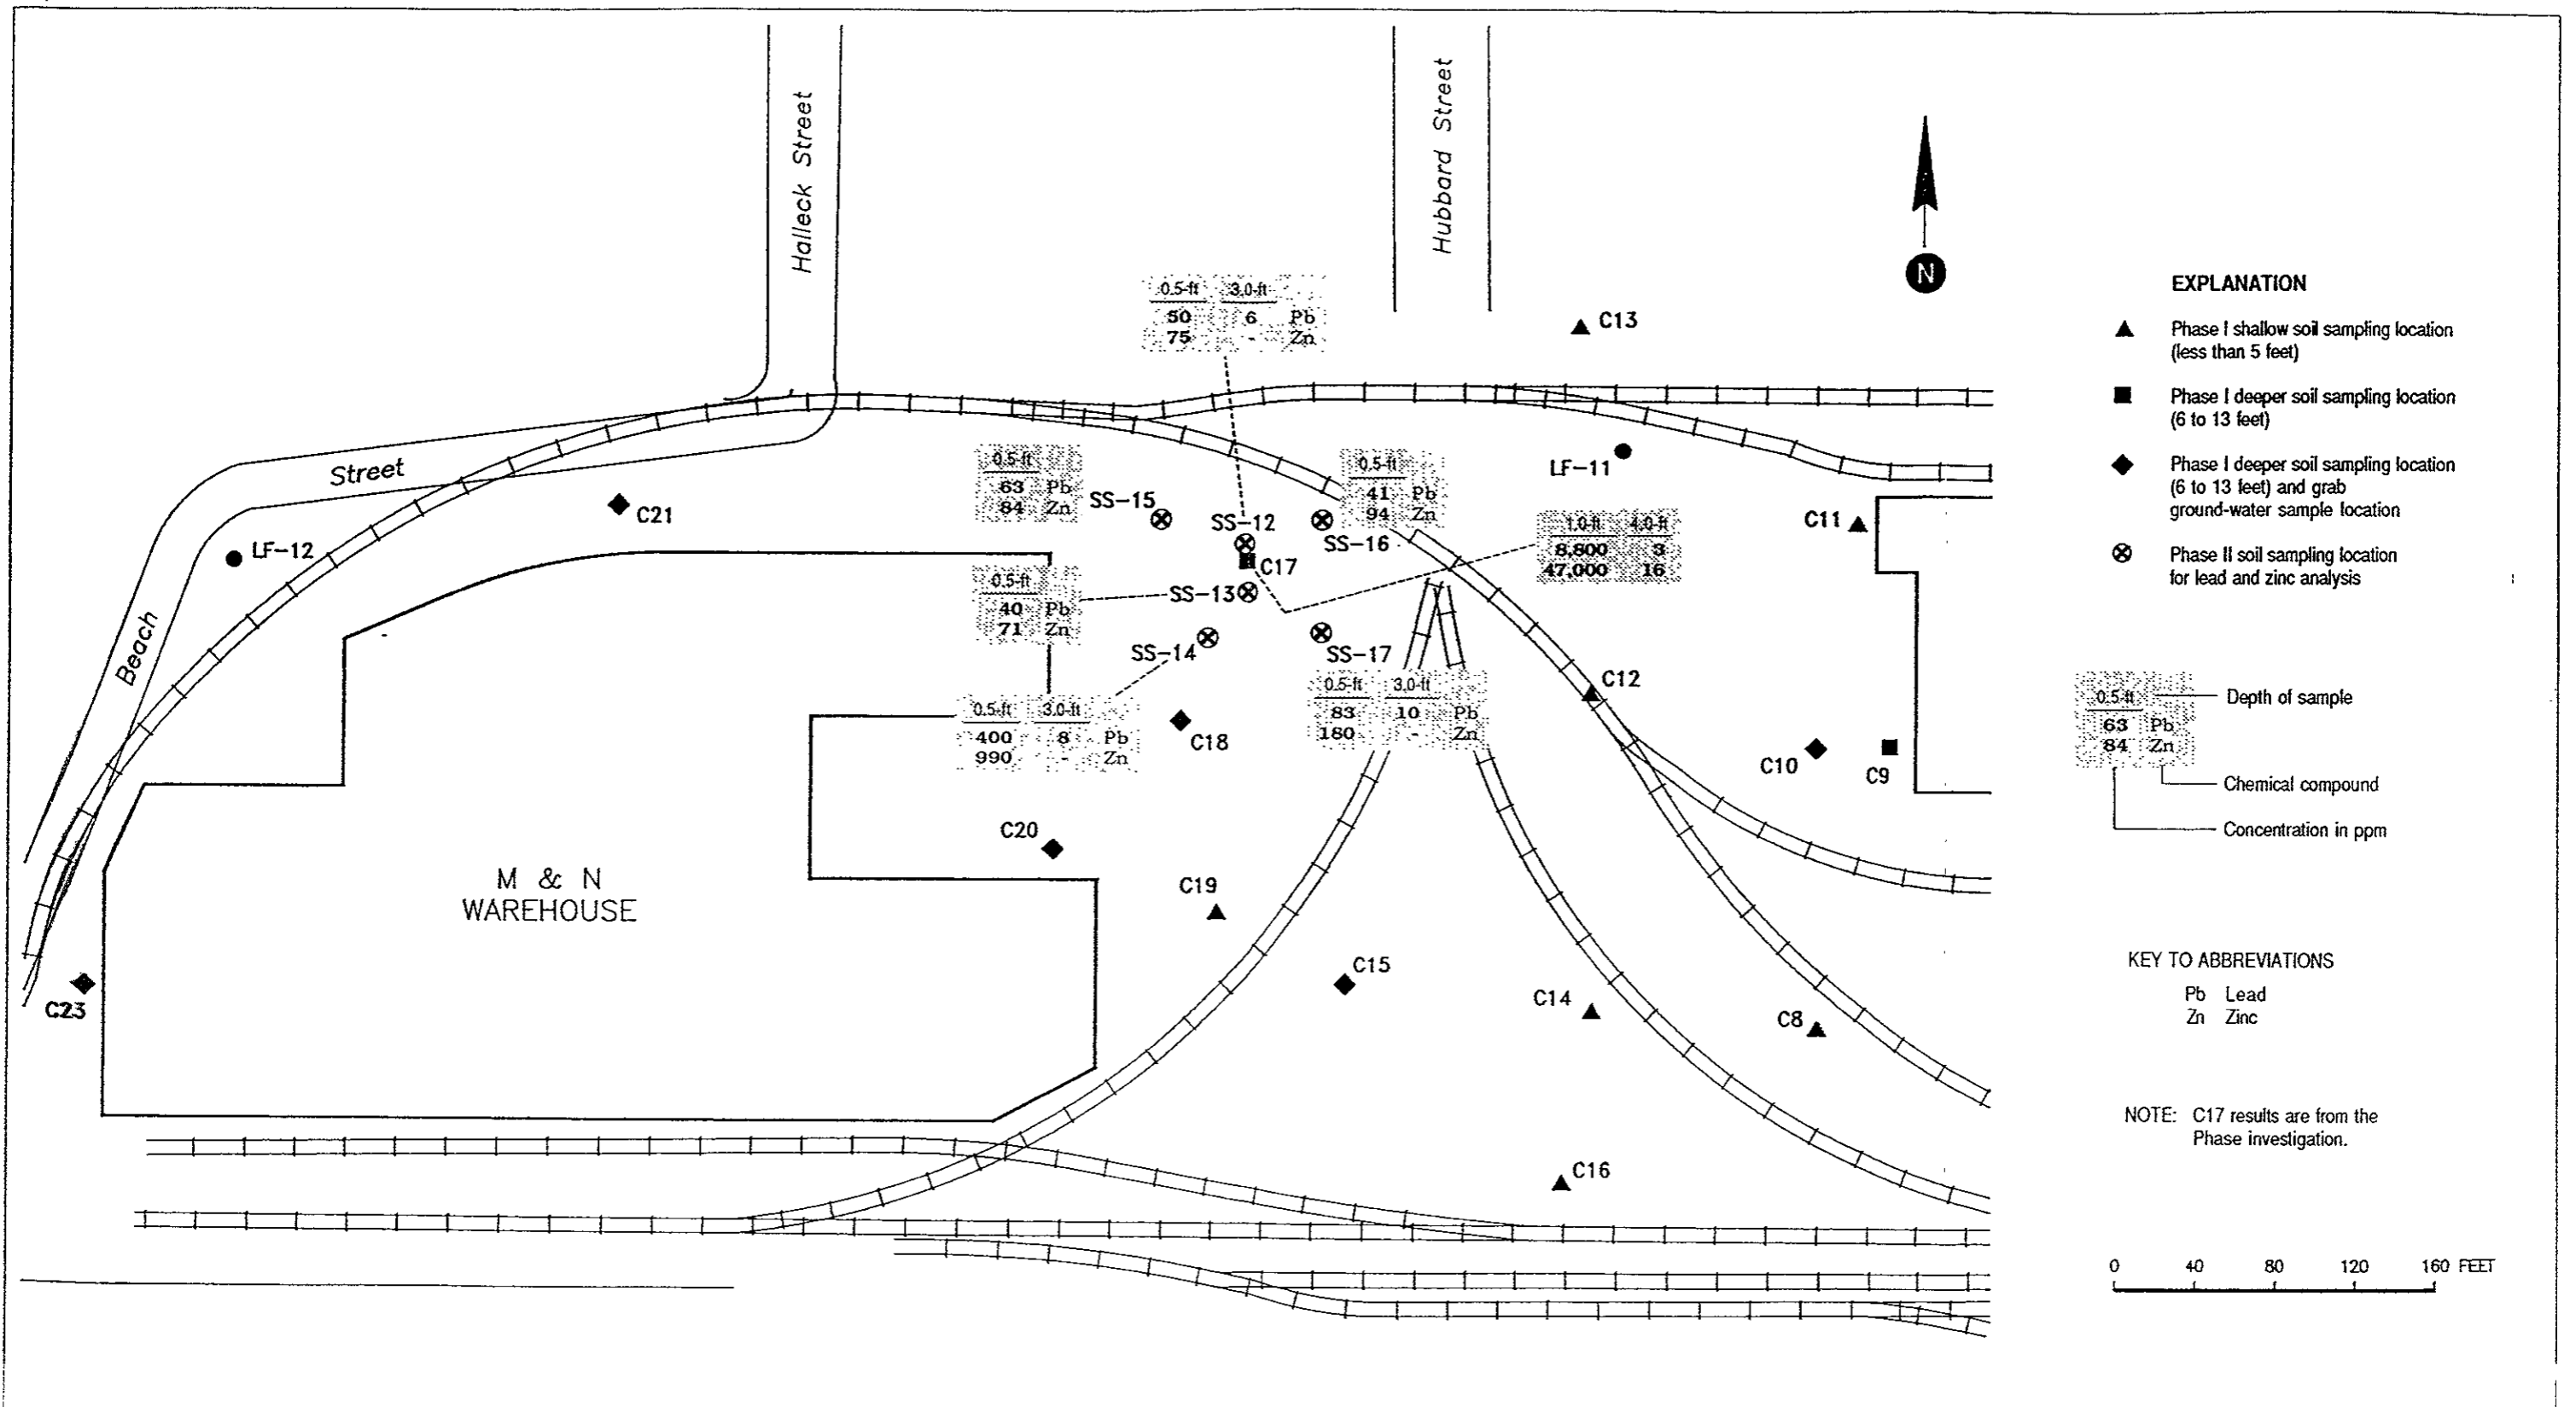 Halleck Street
Hubbard Street
N
0.5-ft 3.0-ft
50 6 Pb
75 - Zn
C13
Street
Beach
C21
LF-12
0.5-ft
63 Pb
84 Zn
SS-15
SS-12
C17
0.5-ft
41 Pb
94 Zn
SS-16
LF-11
1.0-ft 4.0-ft
8,800 3
47,000 16
C11
0.5-ft
40 Pb
71 Zn
SS-13
SS-14
SS-17
0.5-ft 3.0-ft
400 8 Pb
990 - Zn
C18
0.5-ft 3.0-ft
83 10 Pb
180 - Zn
C12
C10
C9
C20
C19
M & N
WAREHOUSE
C23
C15
C14
C8
C16
EXPLANATION
Phase I shallow soil sampling location
(less than 5 feet)
Phase I deeper soil sampling location
(6 to 13 feet)
Phase I deeper soil sampling location
(6 to 13 feet) and grab
ground-water sample location
Phase II soil sampling location
for lead and zinc analysis
0.5-ft
63 Pb
84 Zn
Depth of sample
Chemical compound
Concentration in ppm
KEY TO ABBREVIATIONS
Pb Lead
Zn Zinc
NOTE: C17 results are from the
Phase investigation.
0 40 80 120 160 FEET